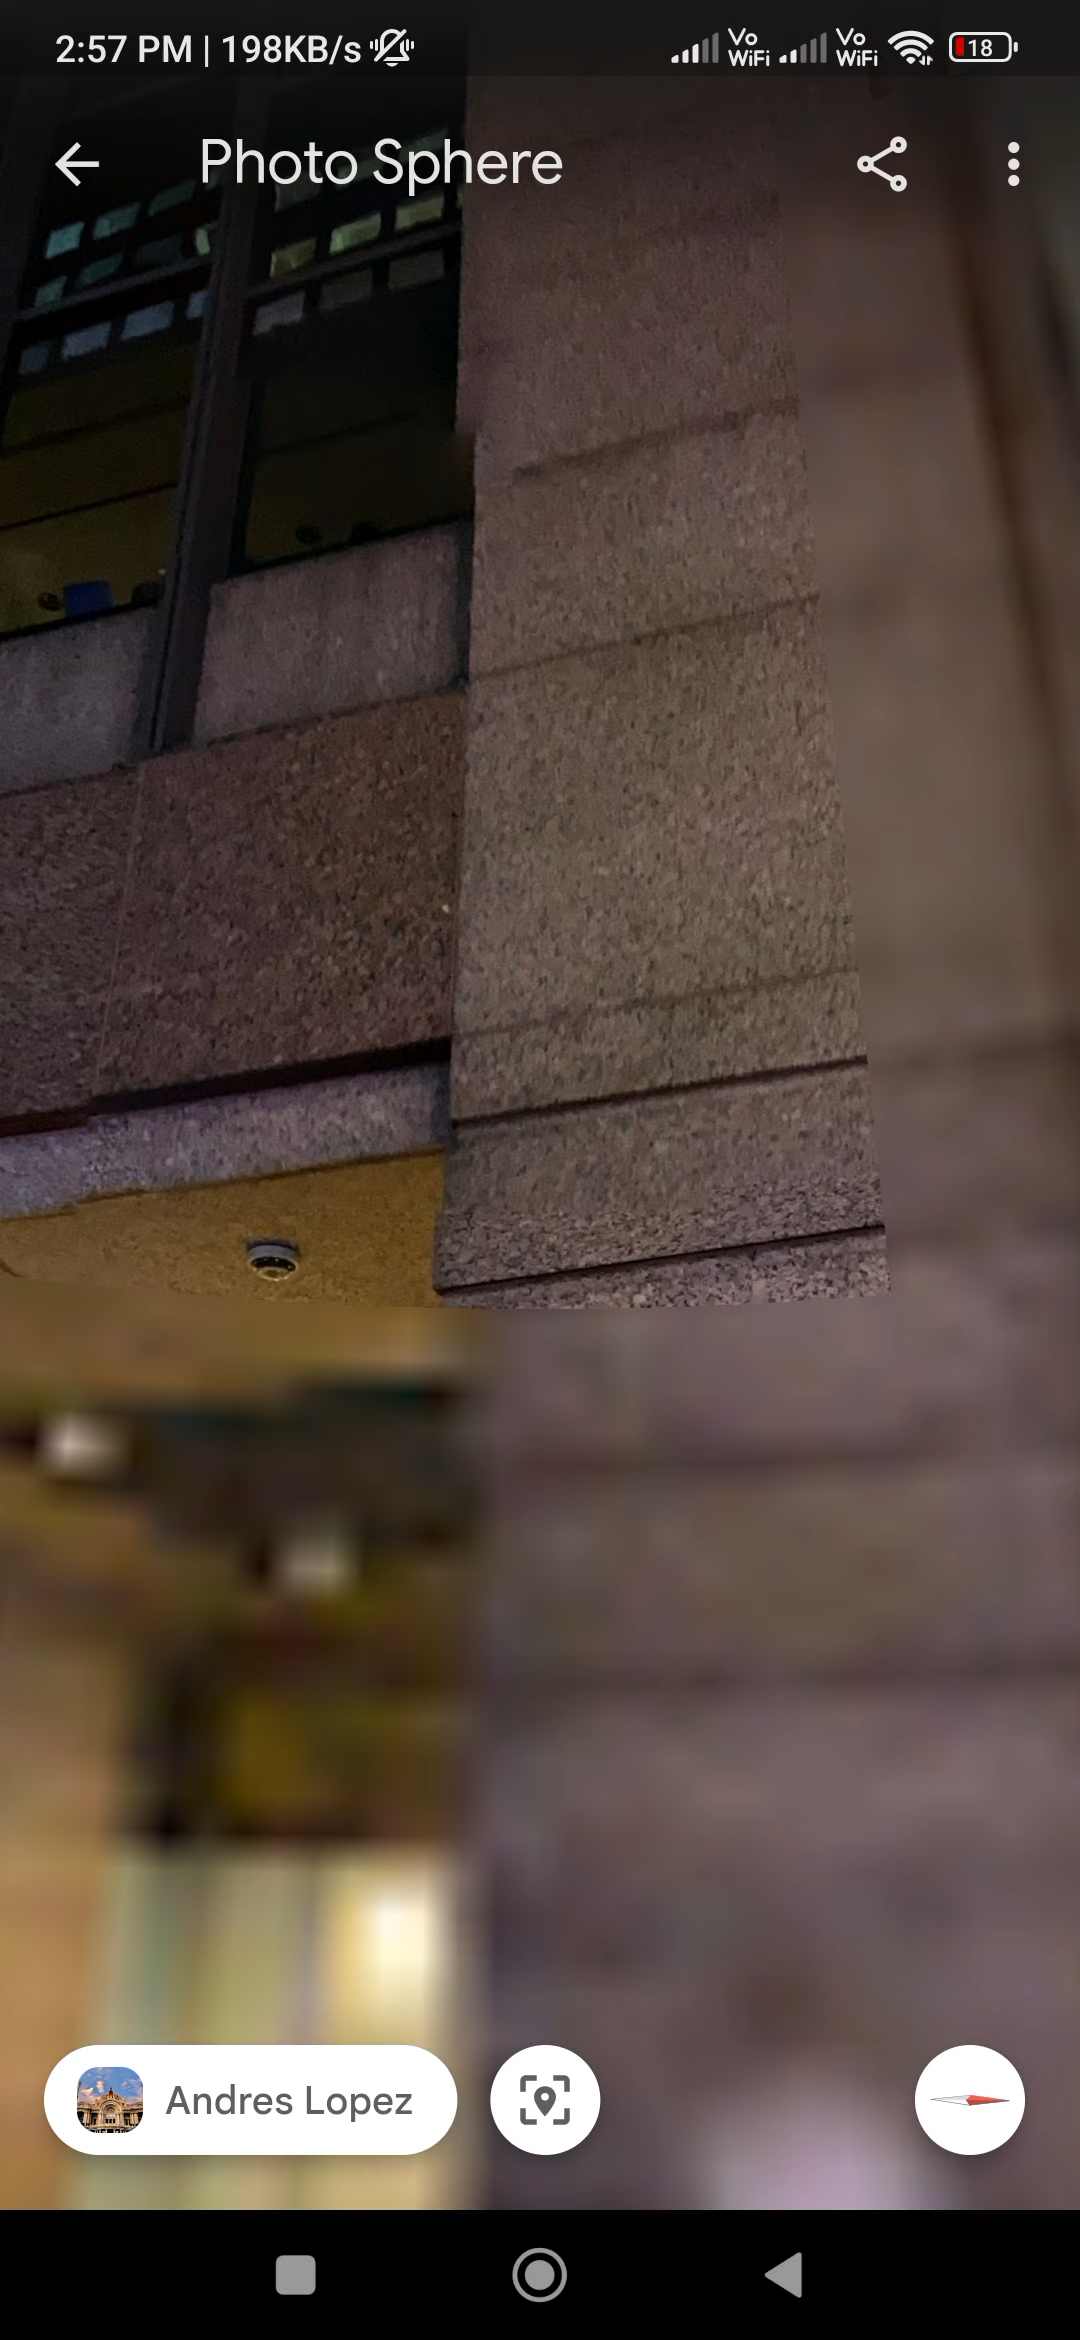 2:57 PM | 198KB/s
Vo WiFi
Vo WiFi
18
Photo Sphere
Andres Lopez